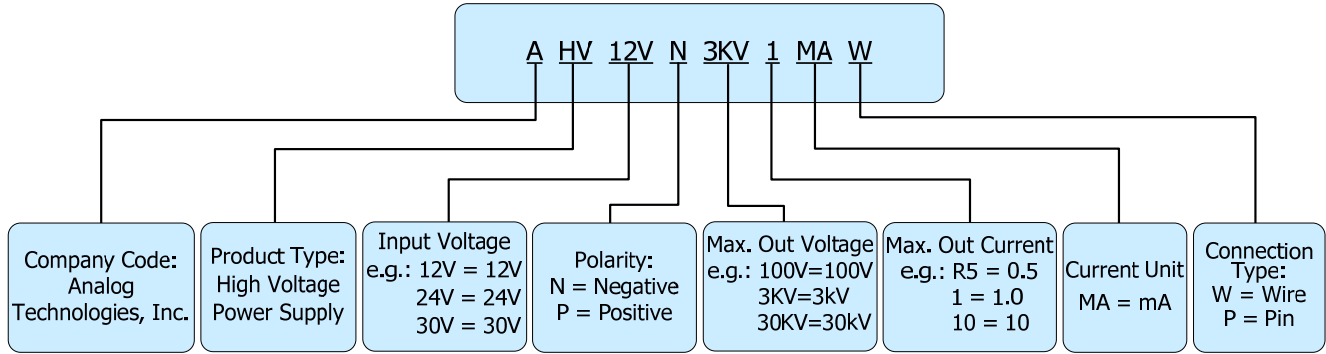 A HV 12V N 3KV 1 MA W
Company Code:
Analog
Technologies, Inc.
Product Type:
High Voltage
Power Supply
Input Voltage
e.g.: 12V = 12V
24V = 24V
30V = 30V
Polarity:
N = Negative
P = Positive
Max. Out Voltage
e.g.: 100V=100V
3KV=3kV
30KV=30kV
Max. Out Current
e.g.: R5 = 0.5
1 = 1.0
10 = 10
Current Unit
MA = mA
Connection
Type:
W = Wire
P = Pin